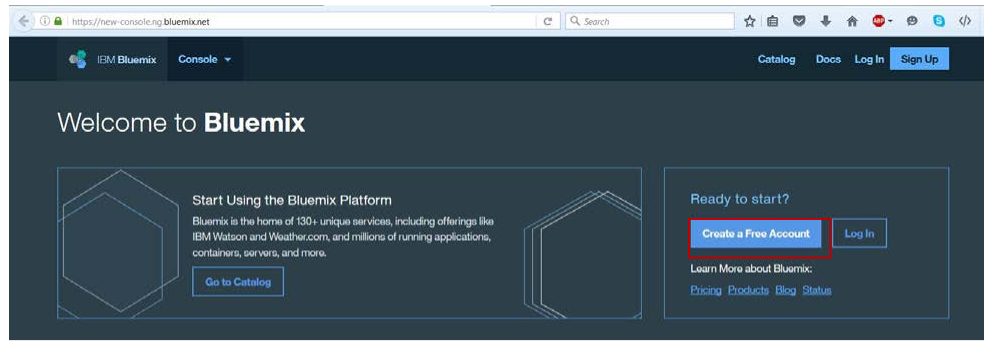 https://new-console.ng.bluemix.net
Search
ABP
IBM Bluemix Console Catalog Docs Log In Sign Up
Welcome to Bluemix
Start Using the Bluemix Platform
Bluemix is the home of 130+ unique services, including offerings like
IBM Watson and Weather.com, and millions of running applications,
containers, servers, and more.
Go to Catalog
Ready to start?
Create a Free Account Log In
Learn More about Bluemix:
Pricing Products Blog Status